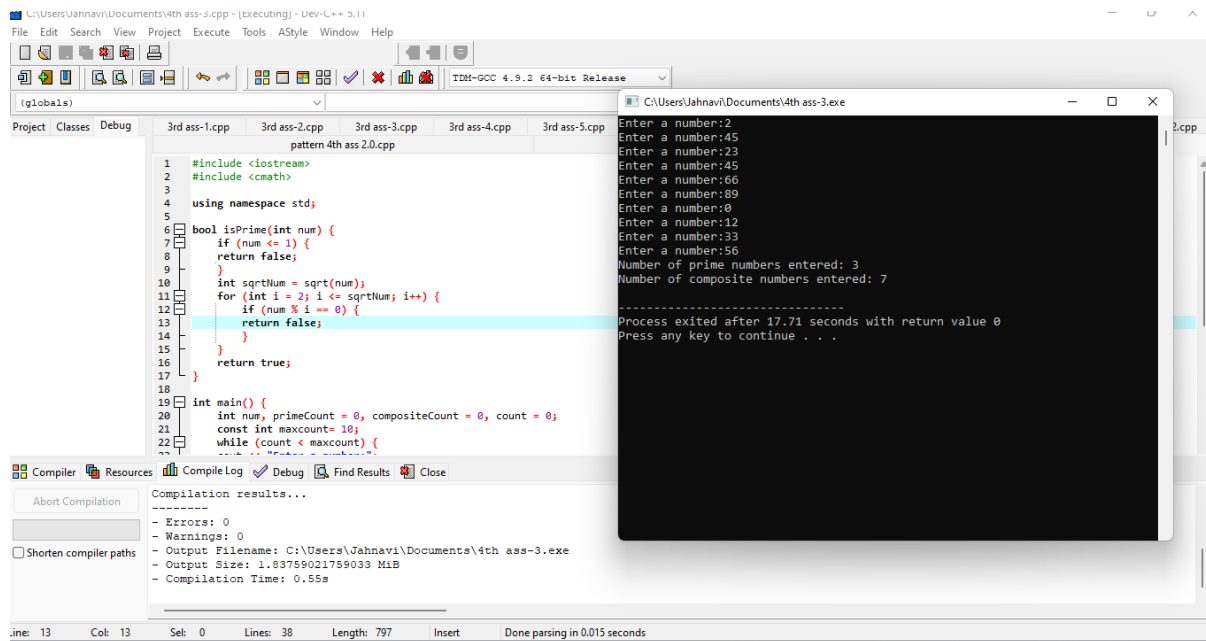 C:\Users\Jahnavi\Documents\4th ass-3.cpp - [Executing] - Dev-C++ 5.11
File Edit Search View Project Execute Tools AStyle Window Help
TDM-GCC 4.9.2 64-bit Release
(globals)
Project Classes Debug
3rd ass-1.cpp 3rd ass-2.cpp 3rd ass-3.cpp 3rd ass-4.cpp 3rd ass-5.cpp 2.cpp
pattern 4th ass 2.0.cpp
1 #include <iostream>
2 #include <cmath>
3
4 using namespace std;
5
6 bool isPrime(int num) {
7 if (num <= 1) {
8 return false;
9 }
10 int sqrtNum = sqrt(num);
11 for (int i = 2; i <= sqrtNum; i++) {
12 if (num % i == 0) {
13 return false;
14 }
15 }
16 return true;
17 }
18
19 int main() {
20 int num, primeCount = 0, compositeCount = 0, count = 0;
21 const int maxcount= 10;
22 while (count < maxcount) {
23 cout << "Enter a number:";
C:\Users\Jahnavi\Documents\4th ass-3.exe
Enter a number:2
Enter a number:45
Enter a number:23
Enter a number:45
Enter a number:66
Enter a number:89
Enter a number:0
Enter a number:12
Enter a number:33
Enter a number:56
Number of prime numbers entered: 3
Number of composite numbers entered: 7
--------------------------------
Process exited after 17.71 seconds with return value 0
Press any key to continue . . .
Compiler Resources Compile Log Debug Find Results Close
Abort Compilation
Shorten compiler paths
Compilation results...
--------
- Errors: 0
- Warnings: 0
- Output Filename: C:\Users\Jahnavi\Documents\4th ass-3.exe
- Output Size: 1.83759021759033 MiB
- Compilation Time: 0.55s
Line: 13 Col: 13 Sel: 0 Lines: 38 Length: 797 Insert Done parsing in 0.015 seconds